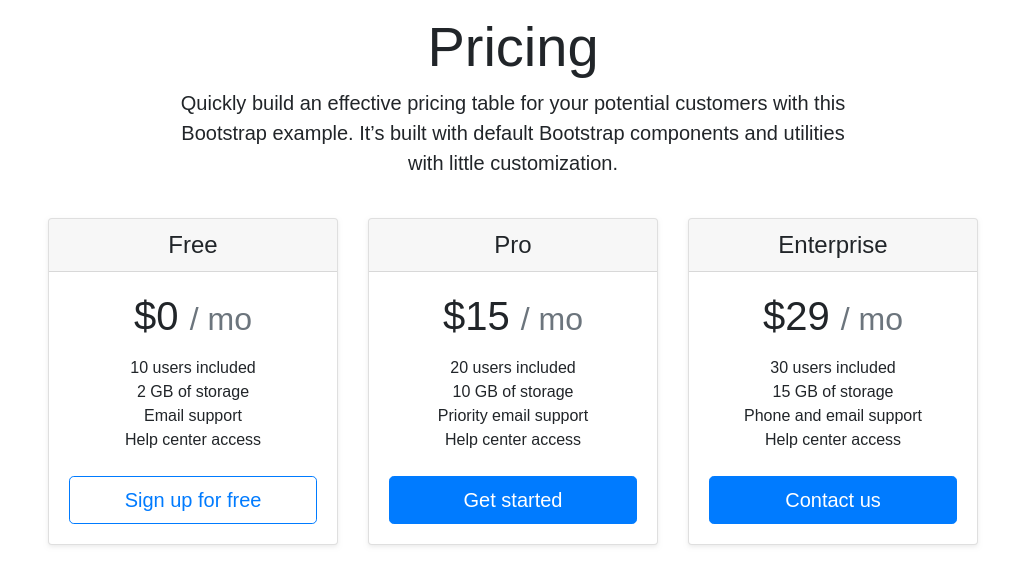 Pricing
Quickly build an effective pricing table for your potential customers with this
Bootstrap example. It’s built with default Bootstrap components and utilities
with little customization.
Free
$0 / mo
10 users included
2 GB of storage
Email support
Help center access
Sign up for free
Pro
$15 / mo
20 users included
10 GB of storage
Priority email support
Help center access
Get started
Enterprise
$29 / mo
30 users included
15 GB of storage
Phone and email support
Help center access
Contact us